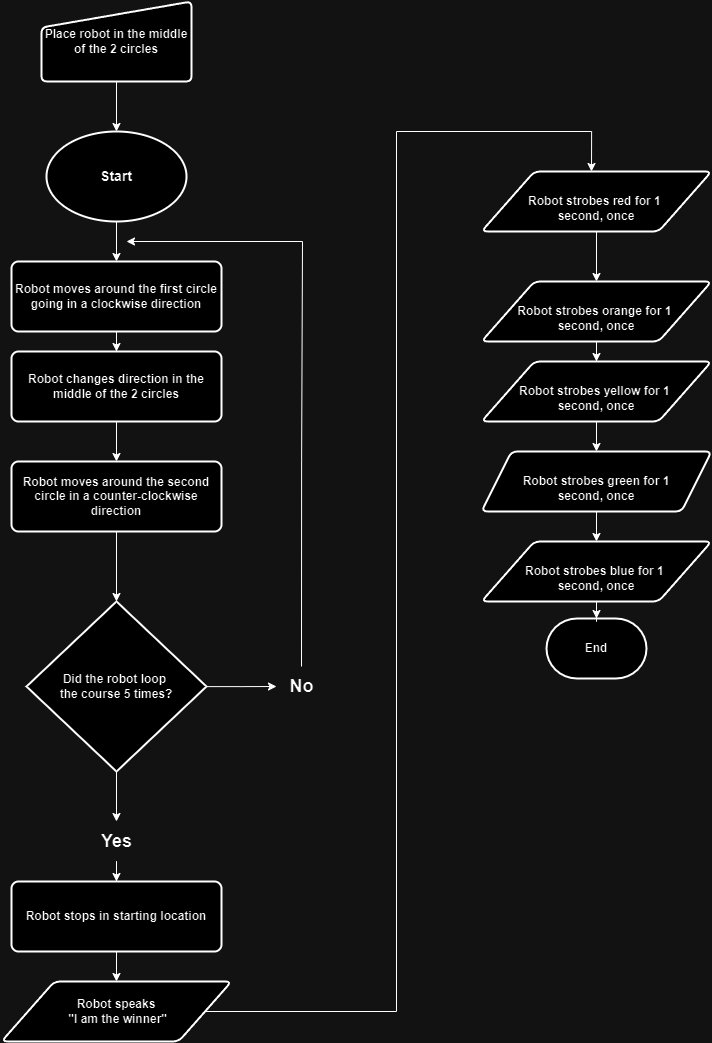 Place robot in the middle
of the 2 circles
Start
Robot moves around the first circle
going in a clockwise direction
Robot changes direction in the
middle of the 2 circles
Robot moves around the second
circle in a counter-clockwise
direction
Did the robot loop
the course 5 times?
No
Yes
Robot stops in starting location
Robot speaks
"I am the winner"
Robot strobes red for 1
second, once
Robot strobes orange for 1
second, once
Robot strobes yellow for 1
second, once
Robot strobes green for 1
second, once
Robot strobes blue for 1
second, once
End